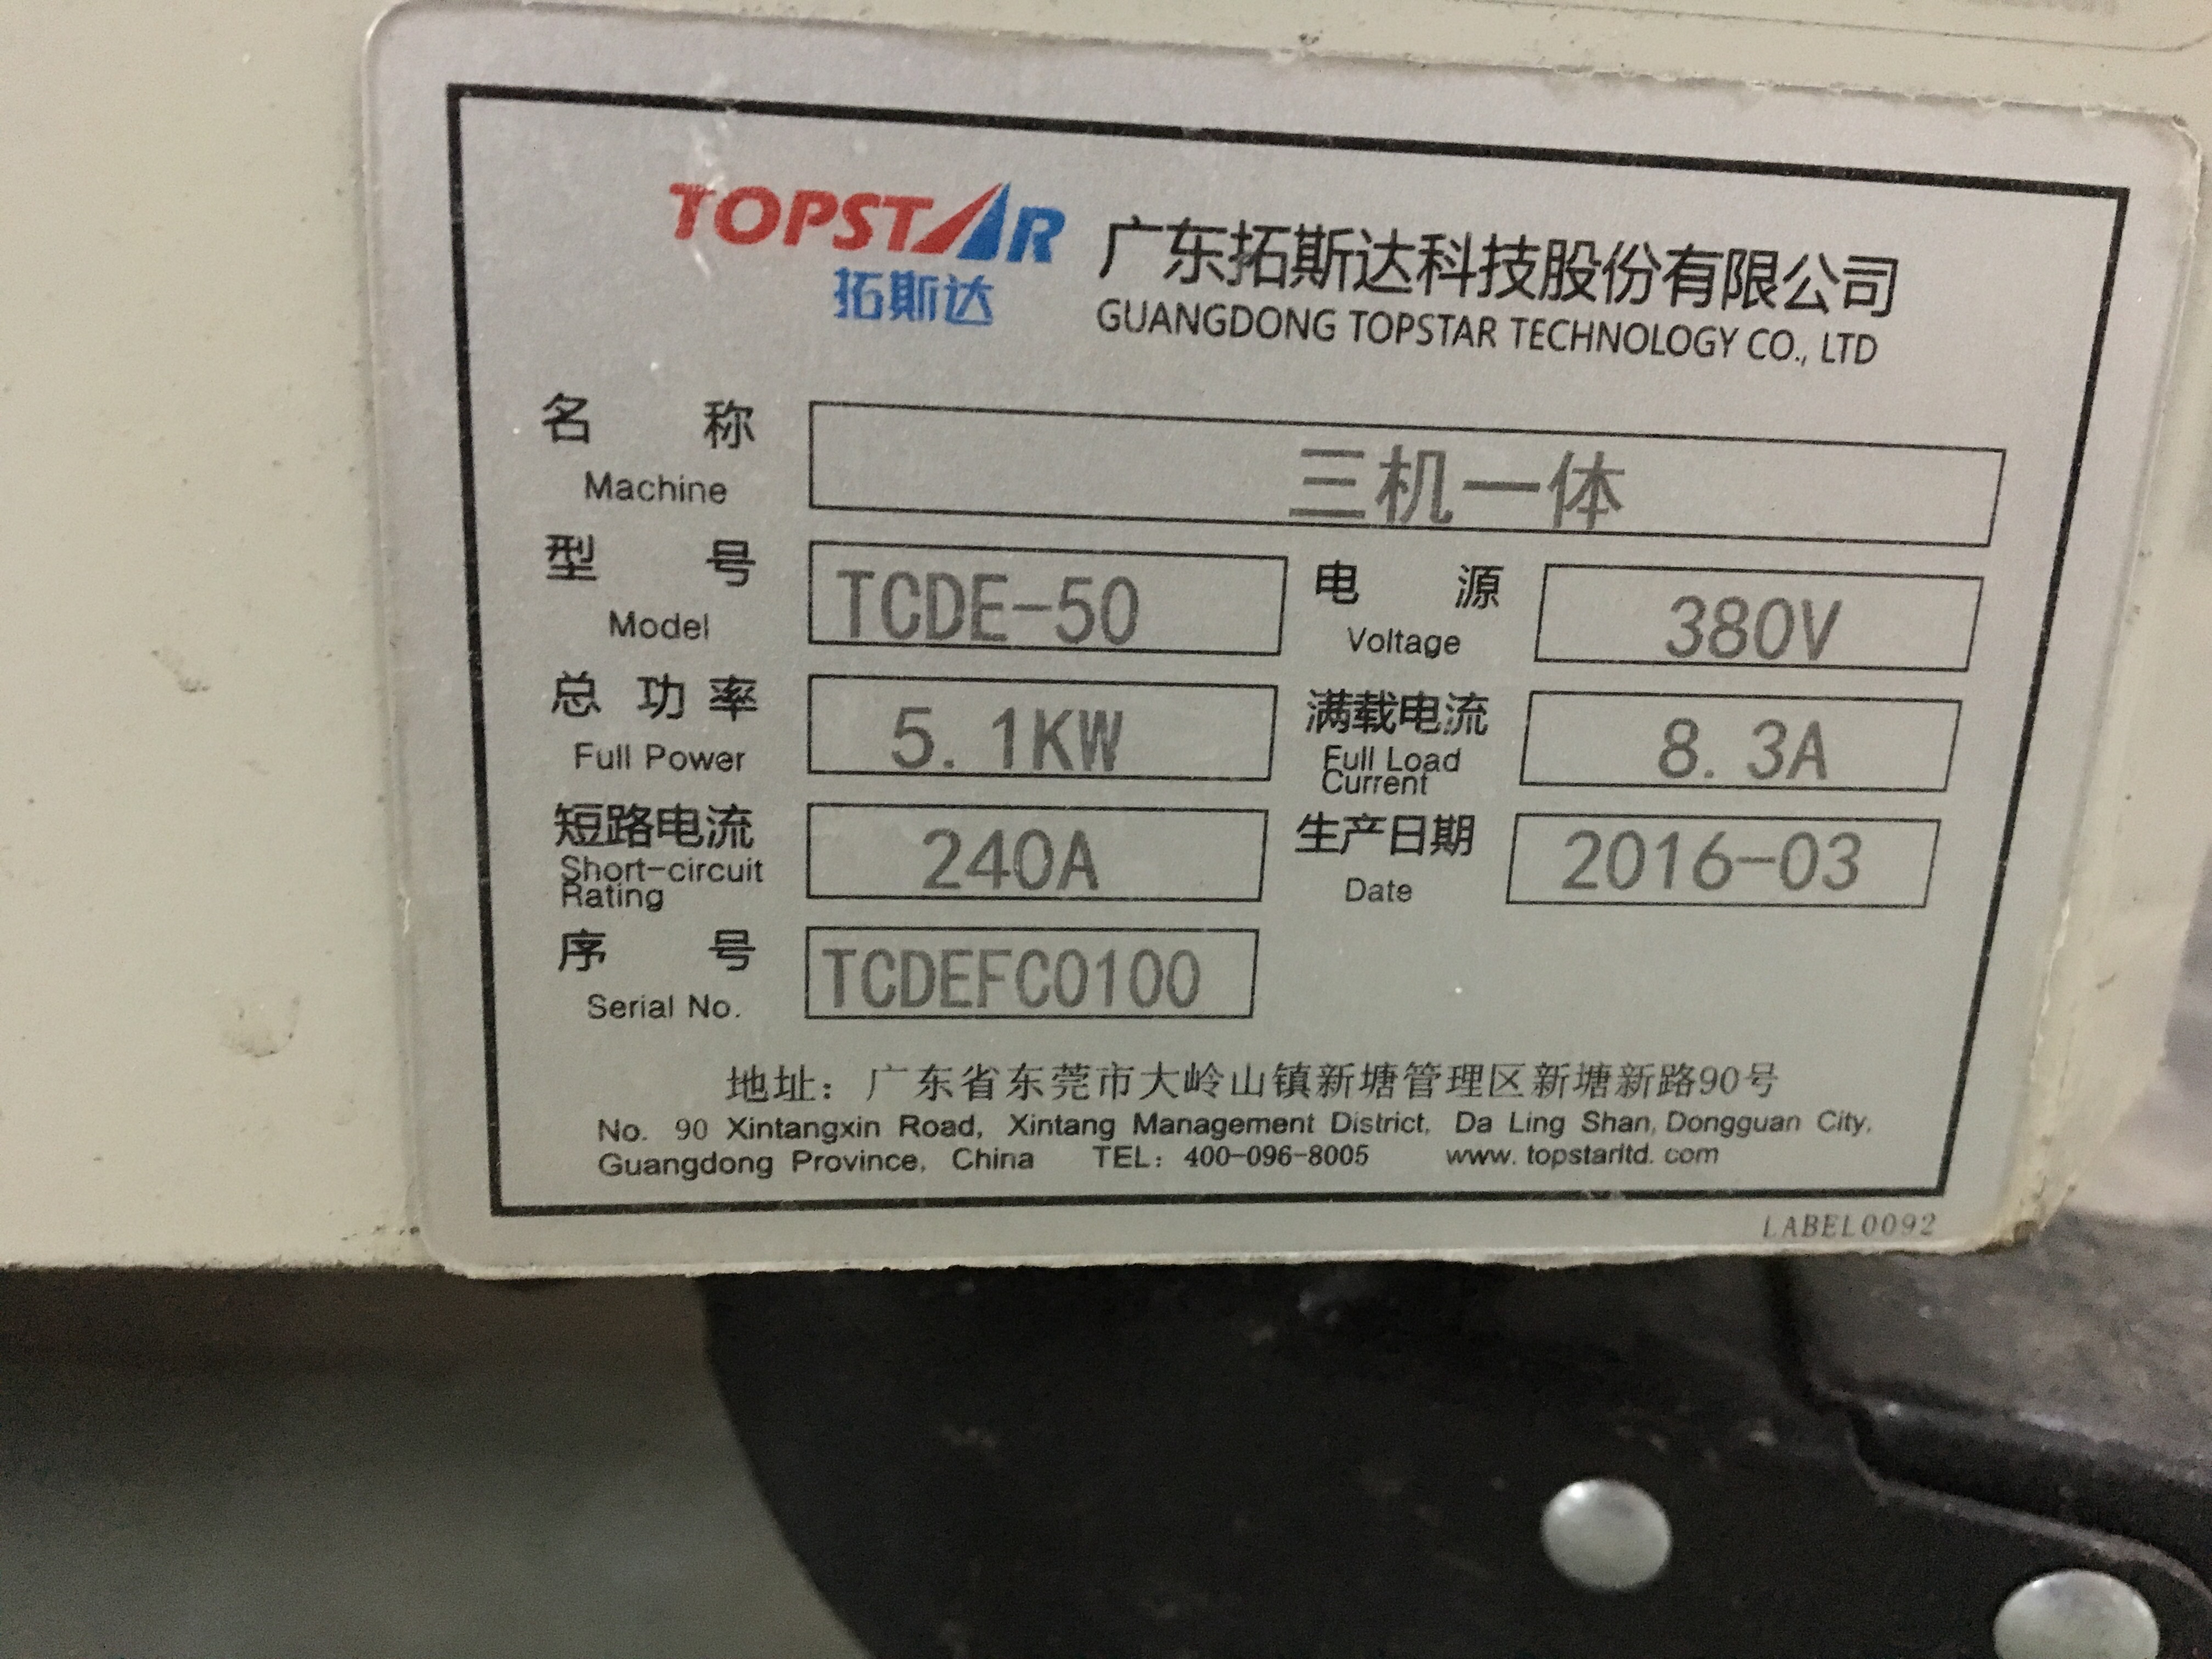 TOPSTAR
拓斯达
广东拓斯达科技股份有限公司
GUANGDONG TOPSTAR TECHNOLOGY CO., LTD
名 称 三机一体
Machine
型 号 TCDE-50 电 源 380V
Model Voltage
总 功 率 5.1KW 满载电流 8.3A
Full Power Full Load
Current
短路电流 240A 生产日期 2016-03
Short-circuit Date
Rating
序 号 TCDEFC0100
Serial No.
地址：广东省东莞市大岭山镇新塘管理区新塘新路90号
No. 90 Xintangxin Road, Xintang Management District, Da Ling Shan, Dongguan City,
Guangdong Province, China TEL: 400-096-8005 www.topstarltd.com
LABEL0092